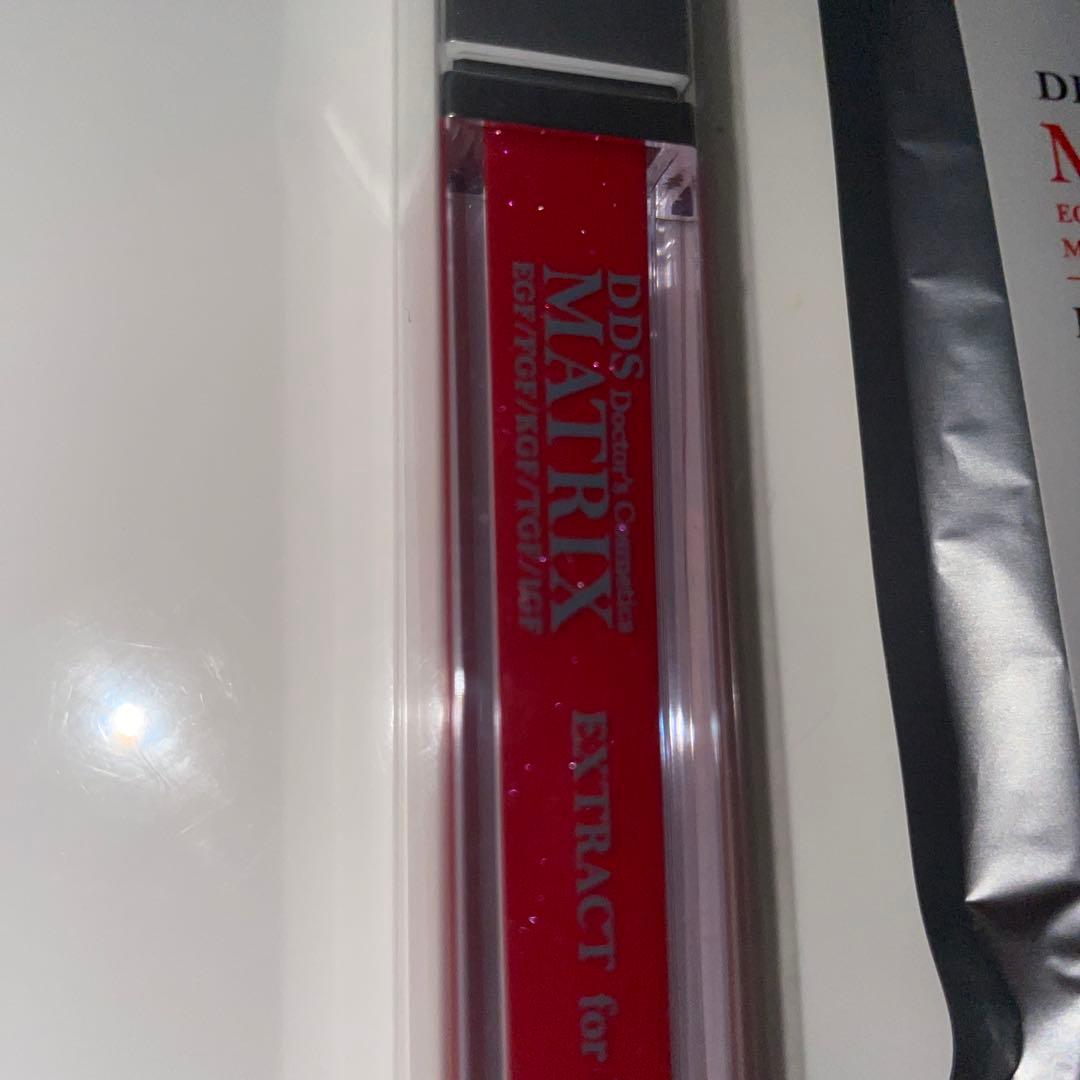 DDS Doctor's Cosmetics
MATRIX
EGF/FGF/KGF/TGF/IGF
EXTRACT for